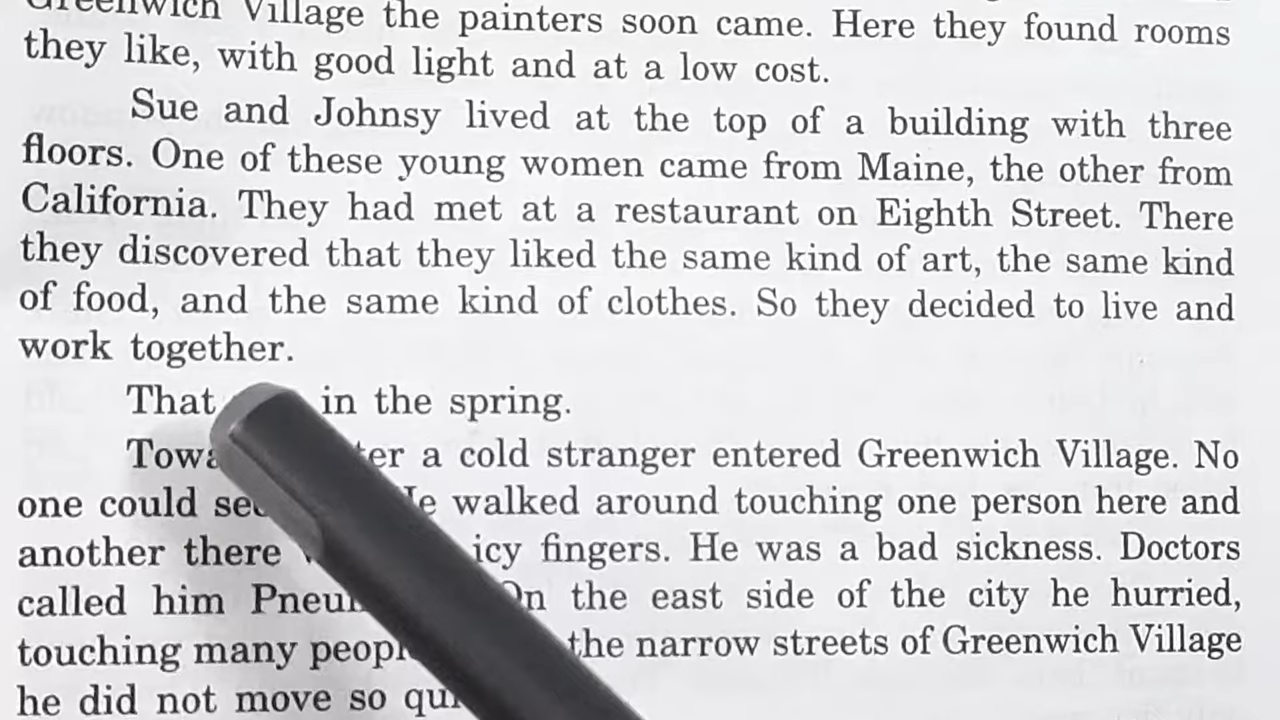 Greenwich Village the painters soon came. Here they found rooms
they like, with good light and at a low cost.
Sue and Johnsy lived at the top of a building with three
floors. One of these young women came from Maine, the other from
California. They had met at a restaurant on Eighth Street. There
they discovered that they liked the same kind of art, the same kind
of food, and the same kind of clothes. So they decided to live and
work together.
That in the spring.
a cold stranger entered Greenwich Village. No
one could walked around touching one person here and
another there icy fingers. He was a bad sickness. Doctors
called him On the east side of the city he hurried,
touching many the narrow streets of Greenwich Village
he did not move so